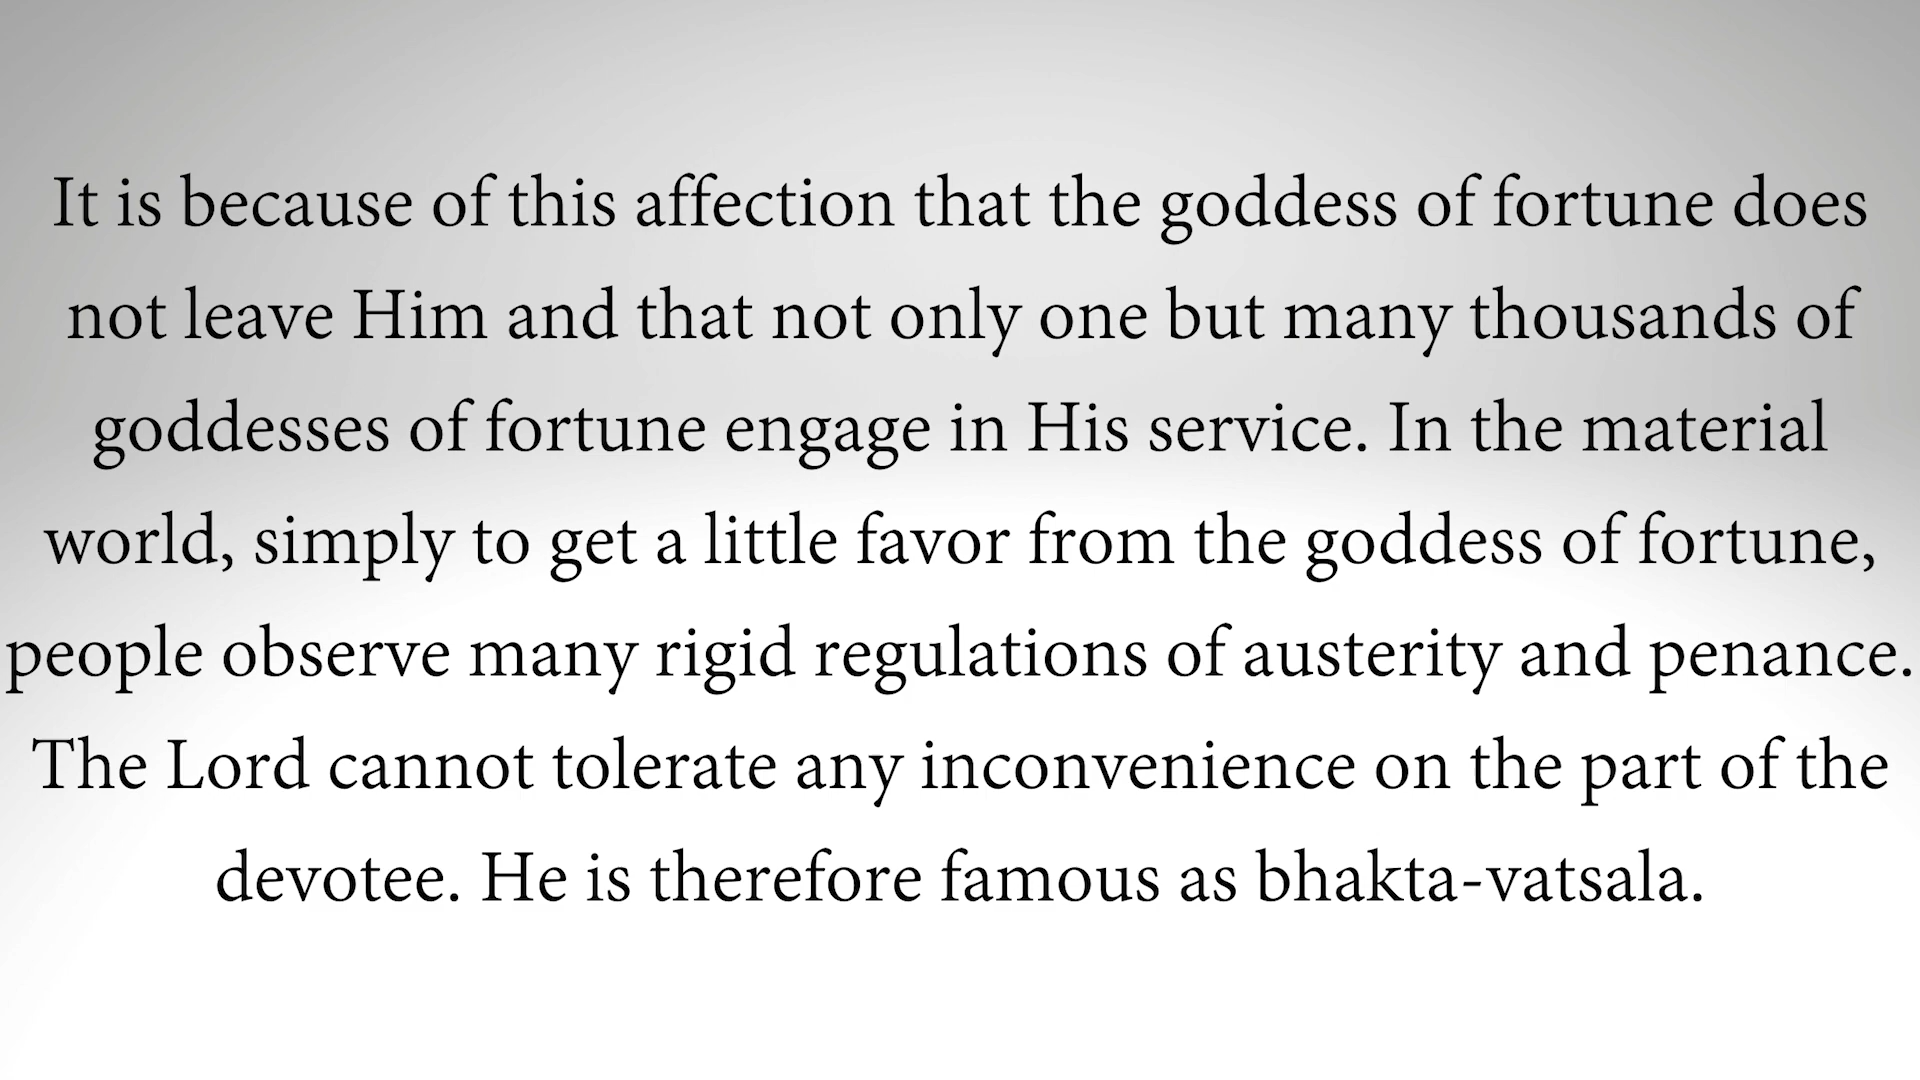 It is because of this affection that the goddess of fortune does
not leave Him and that not only one but many thousands of
goddesses of fortune engage in His service. In the material
world, simply to get a little favor from the goddess of fortune,
people observe many rigid regulations of austerity and penance.
The Lord cannot tolerate any inconvenience on the part of the
devotee. He is therefore famous as bhakta-vatsala.